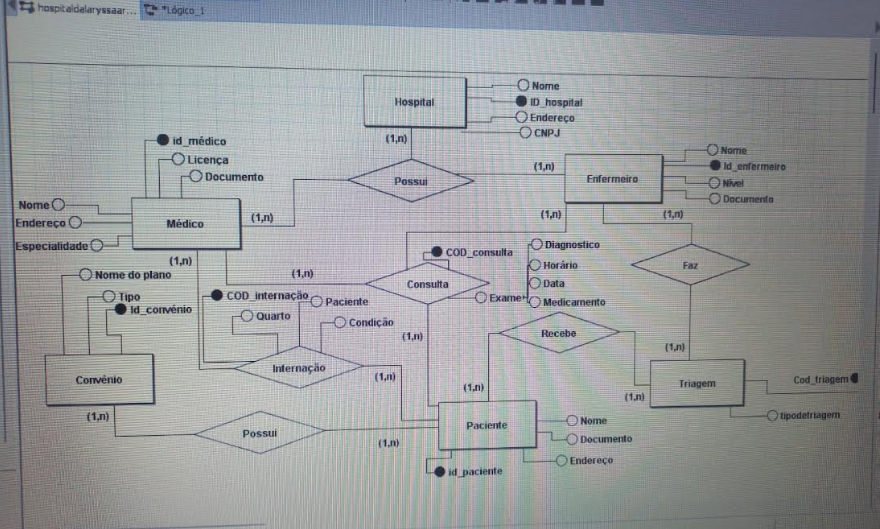 hospitaldelaryssaar...
*Lógico_1
Hospital
Nome
ID_hospital
Endereço
CNPJ
(1,n)
id_médico
Licença
Documento
Nome
Endereço
Especialidade
Médico
(1,n)
Possui
(1,n)
Enfermeiro
Nome
Id_enfermeiro
Nível
Documento
(1,n)
(1,n)
(1,n)
(1,n)
COD_consulta
Consulta
Diagnostico
Horário
Data
Medicamento
Exame
Faz
Nome do plano
Tipo
Id_convénio
COD_internação
Paciente
Quarto
Condição
(1,n)
Recebe
(1,n)
Convénio
Internação
(1,n)
(1,n)
(1,n)
Triagem
Cod_triagem
tipodetriagem
(1,n)
Possui
(1,n)
Paciente
Nome
Documento
Endereço
id_paciente